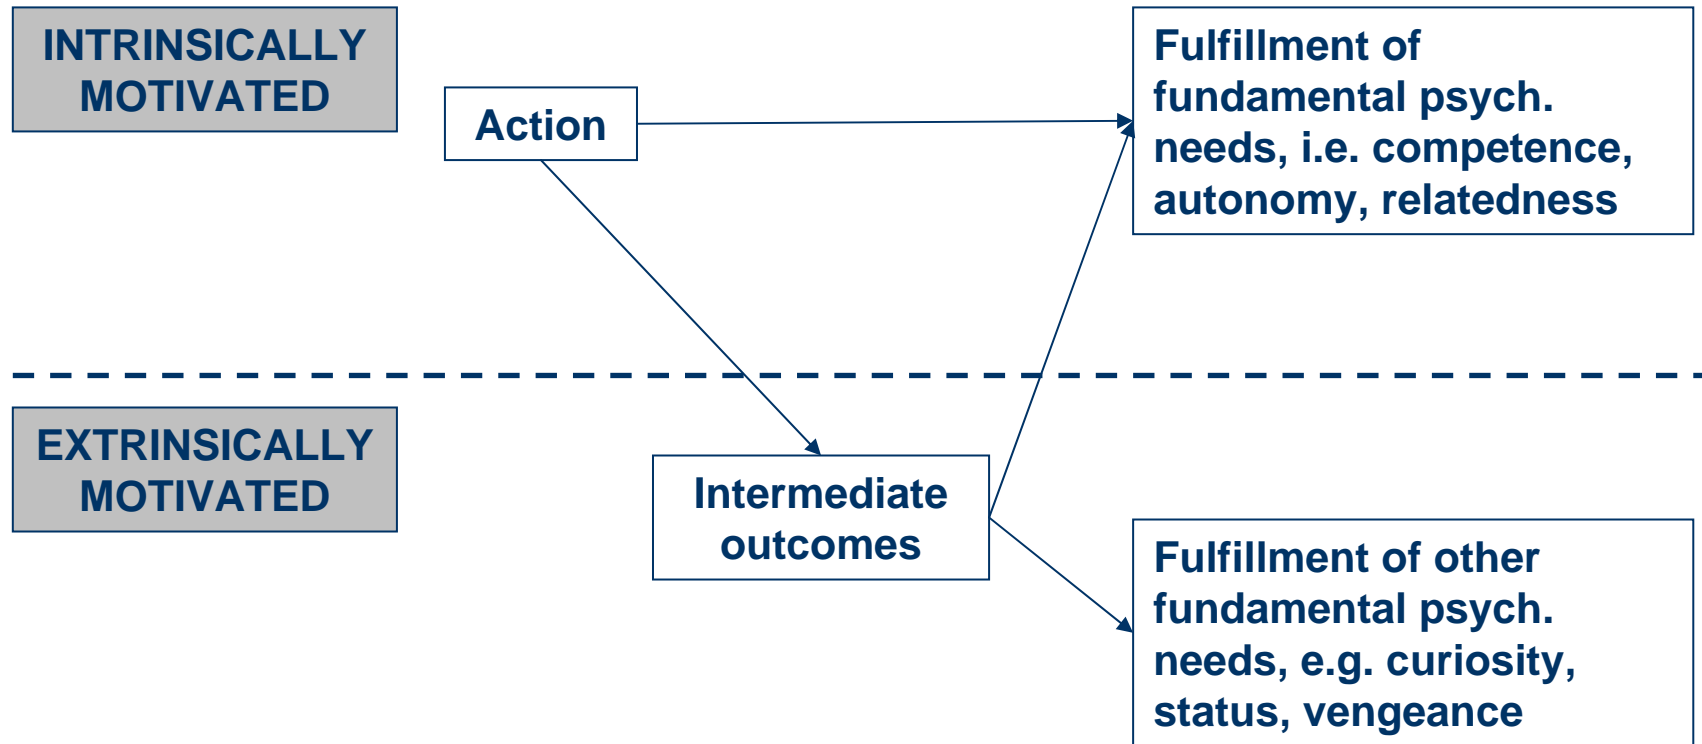 INTRINSICALLY
MOTIVATED
Action
Fulfillment of
fundamental psych.
needs, i.e. competence,
autonomy, relatedness
EXTRINSICALLY
MOTIVATED
Intermediate
outcomes
Fulfillment of other
fundamental psych.
needs, e.g. curiosity,
status, vengeance